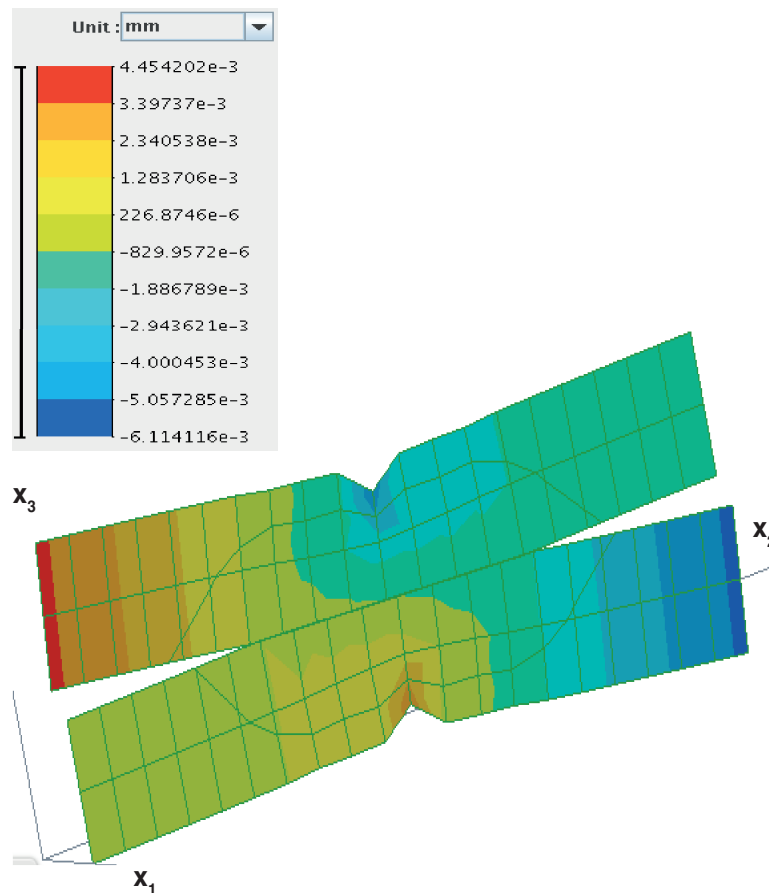 Unit : mm
4.454202e-3
3.39737e-3
2.340538e-3
1.283706e-3
226.8746e-6
-829.9572e-6
-1.886789e-3
-2.943621e-3
-4.000453e-3
-5.057285e-3
-6.114116e-3
x₃
x₂
x₁